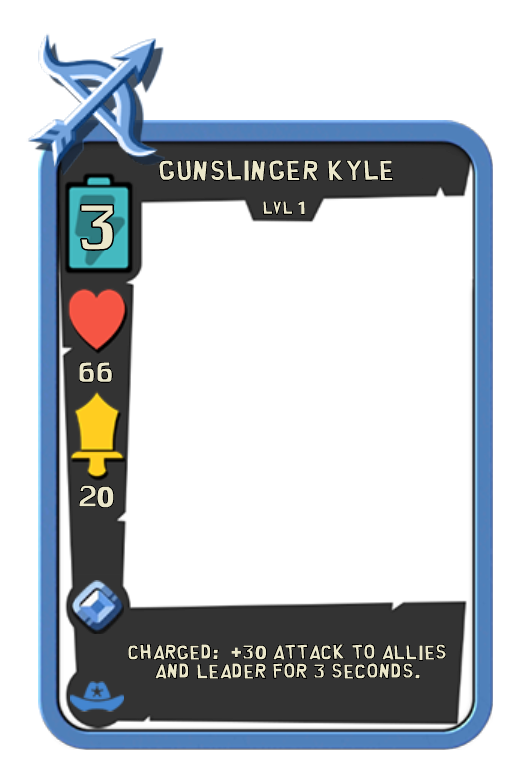 GUNSLINGER KYLE
LVL 1
3
66
20
CHARGED: +30 ATTACK TO ALLIES
AND LEADER FOR 3 SECONDS.